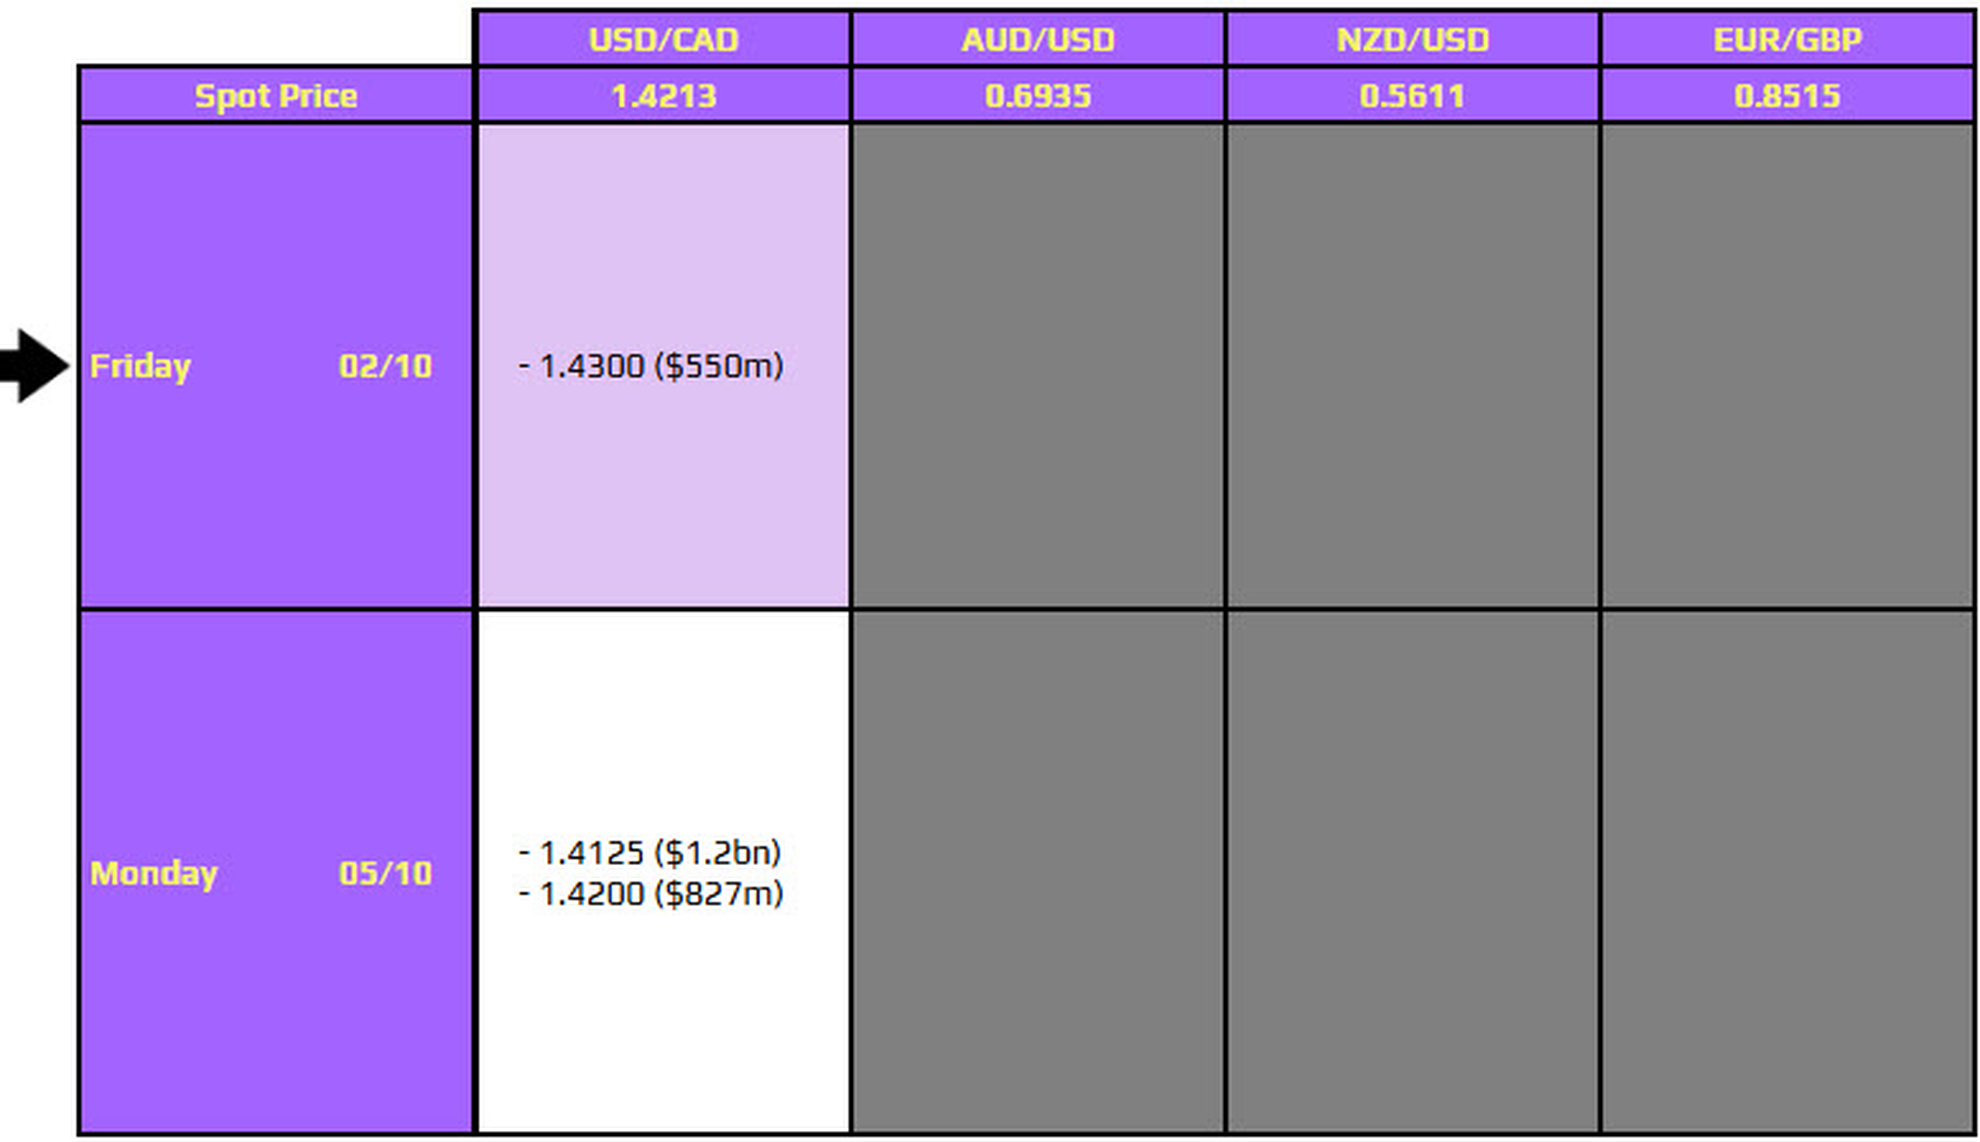 USD/CAD AUD/USD NZD/USD EUR/GBP
Spot Price 1.4213 0.6935 0.5611 0.8515
Friday 02/10 - 1.4300 ($550m)
- 1.4125 ($1.2bn)
Monday 05/10
- 1.4200 ($827m)